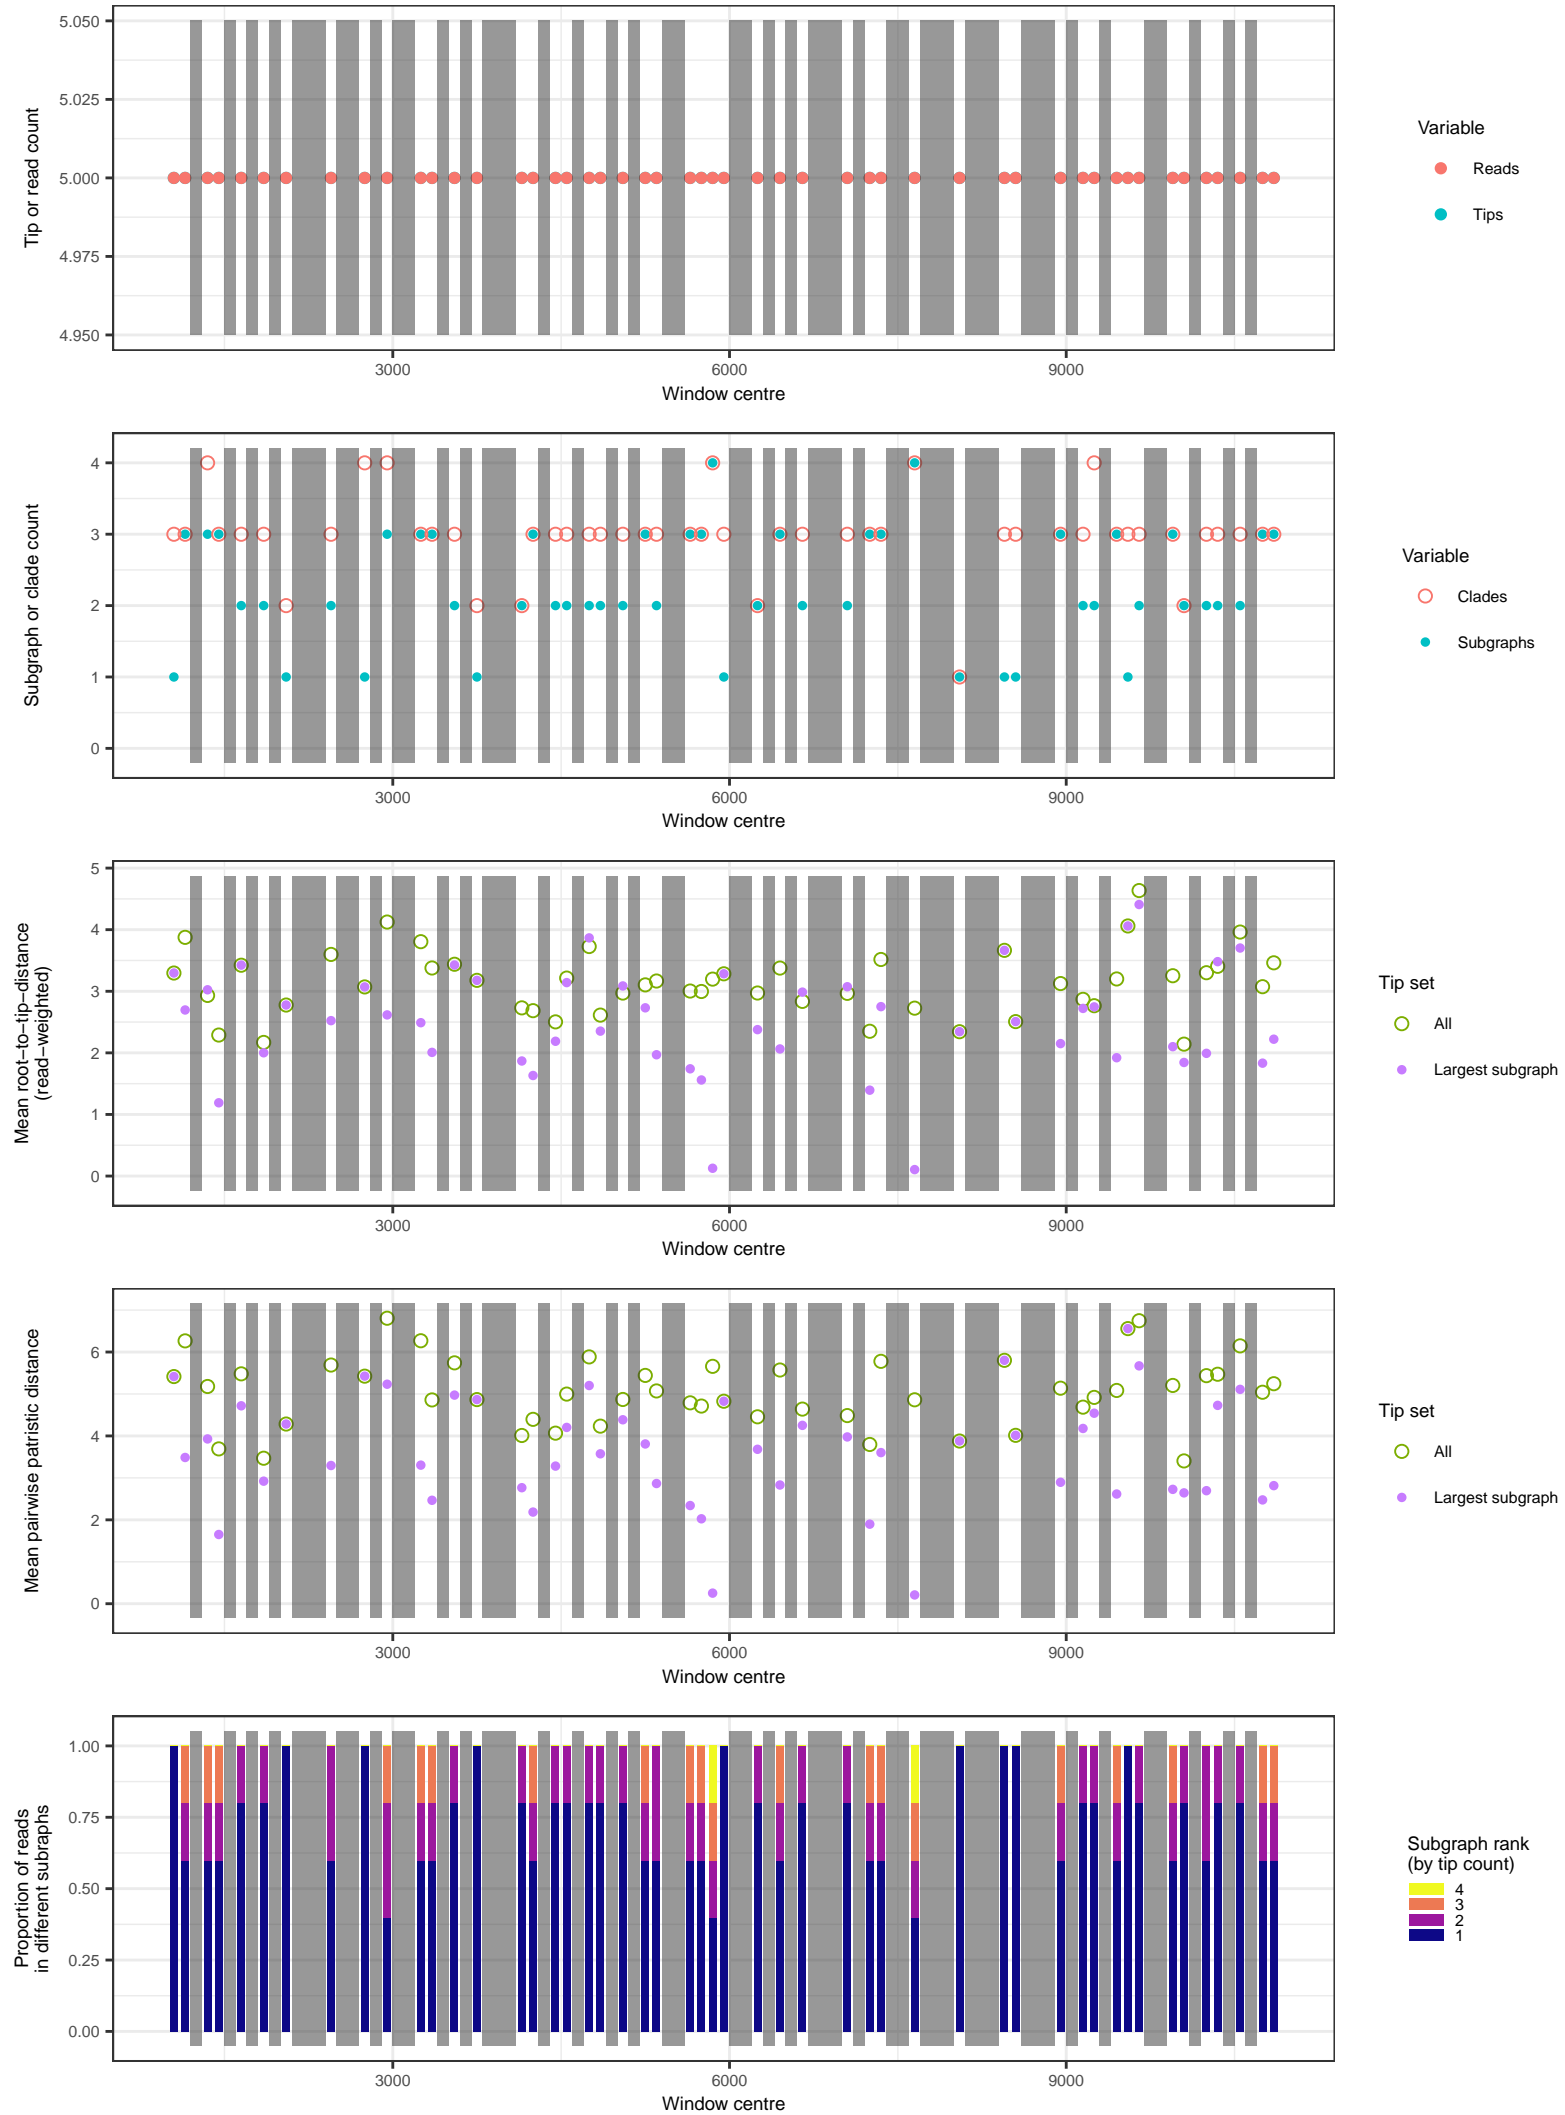 5.050
5.025
5.000
4.975
4.950
Tip or read count
3000
6000
9000
Window centre
Variable
Reads
Tips
4
3
2
1
0
Subgraph or clade count
3000
6000
9000
Window centre
Variable
Clades
Subgraphs
5
4
3
2
1
0
Mean root−to−tip−distance
(read−weighted)
3000
6000
9000
Window centre
Tip set
All
Largest subgraph
6
4
2
0
Mean pairwise patristic distance
3000
6000
9000
Window centre
Tip set
All
Largest subgraph
1.00
0.75
0.50
0.25
0.00
Proportion of reads
in different subraphs
3000
6000
9000
Window centre
Subgraph rank
(by tip count)
4
3
2
1